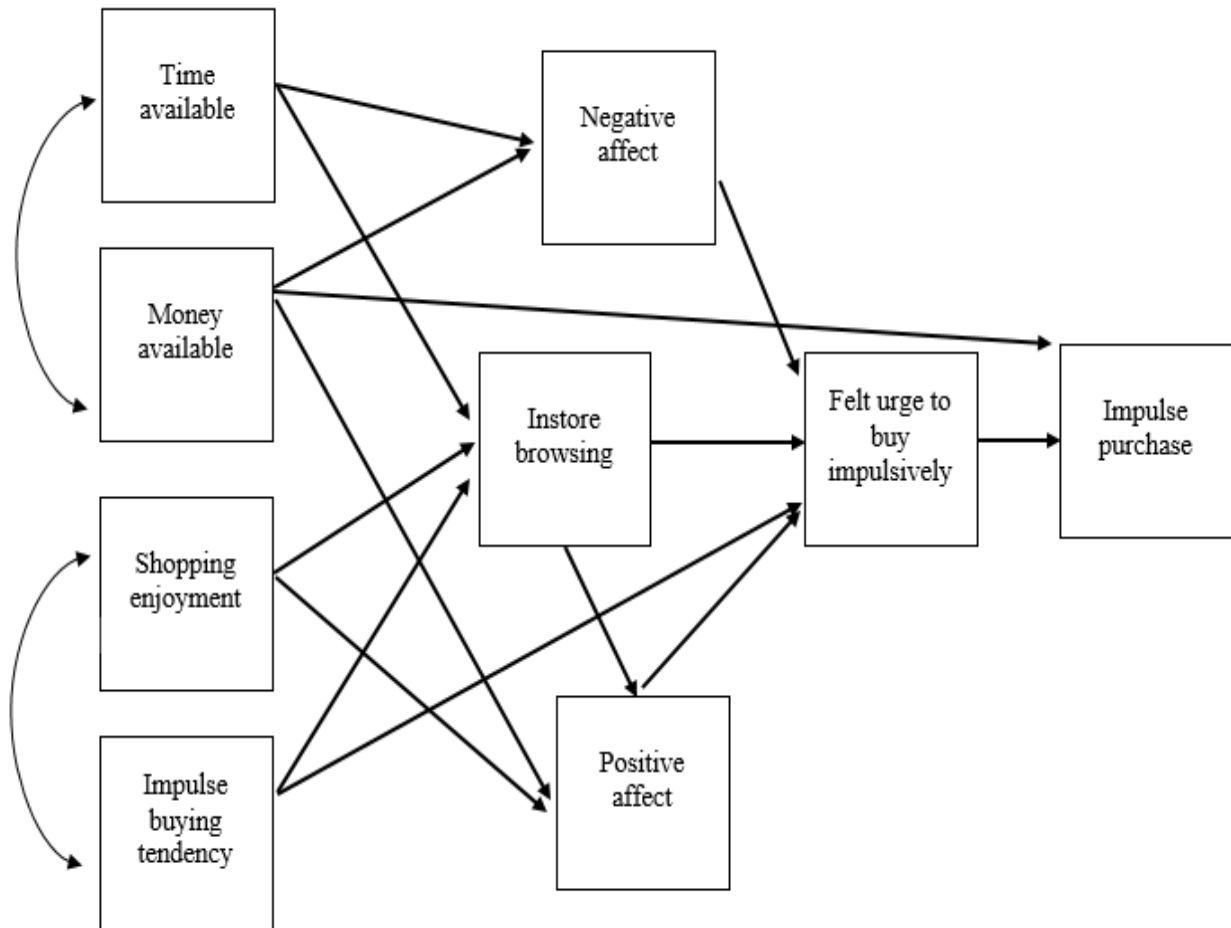 Time
available
Negative
affect
Money
available
Instore
browsing
Felt urge to
buy
impulsively
Impulse
purchase
Shopping
enjoyment
Impulse
buying
tendency
Positive
affect